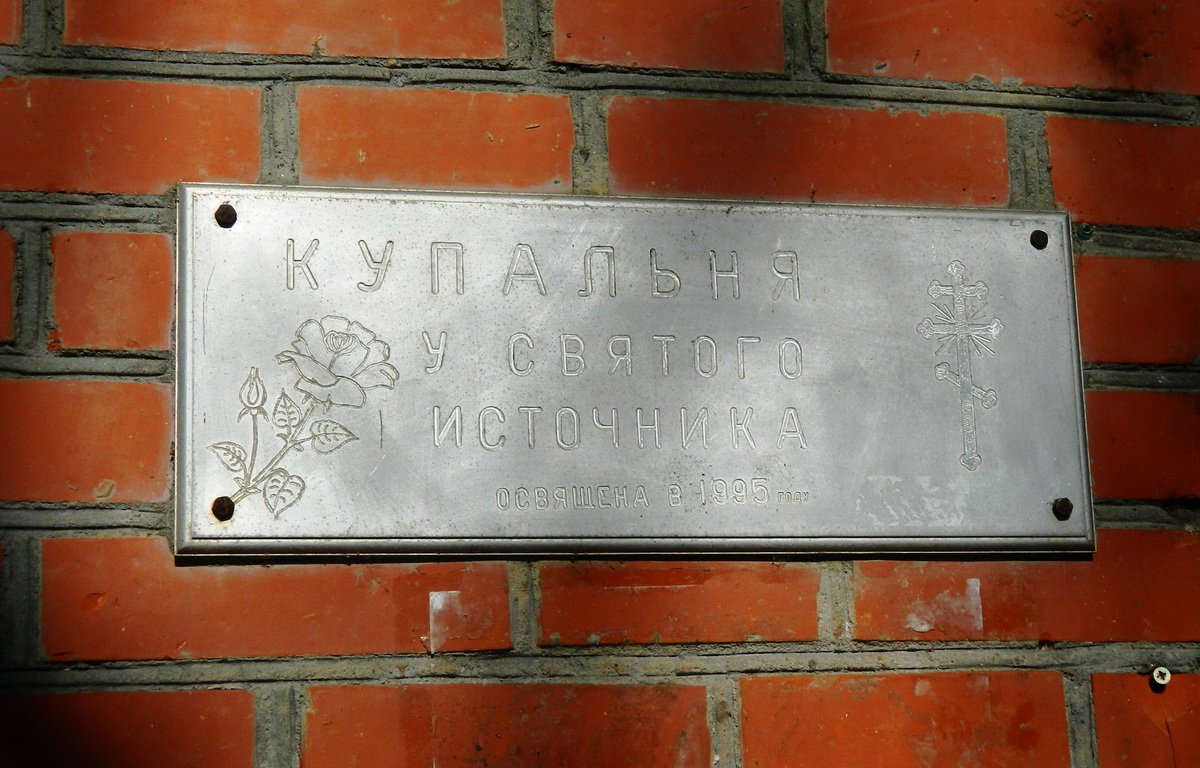 КУПАЛЬНЯ
У СВЯТОГО
ИСТОЧНИКА
ОСВЯЩЕНА В 1995 ГОДУ